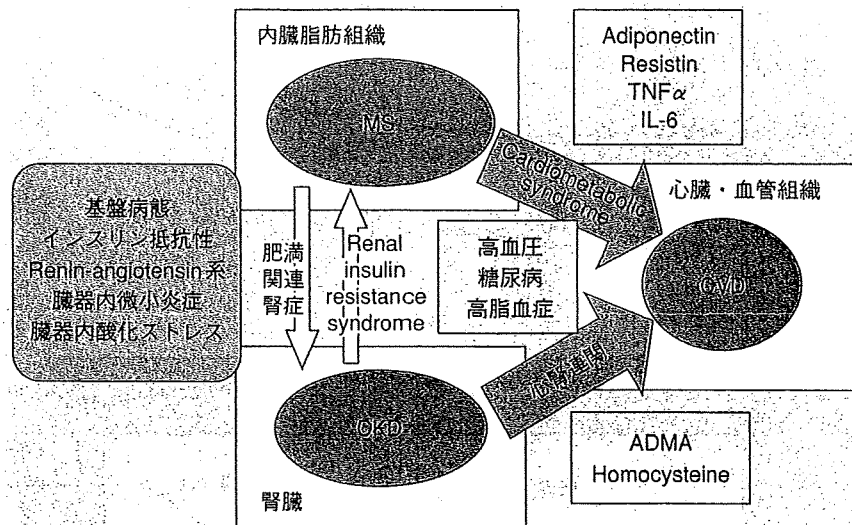 内臓脂肪組織
MS
Adiponectin
Resistin
TNFα
IL-6
Cardiometabolic
syndrome
心臓・血管組織
CVD
基盤病態
インスリン抵抗性
Renin-angiotensin系
臓器内微小炎症
臓器内酸化ストレス
肥満
関連
腎症
Renal
insulin
resistance
syndrome
高血圧
糖尿病
高脂血症
心腎連関
CKD
腎臓
ADMA
Homocysteine